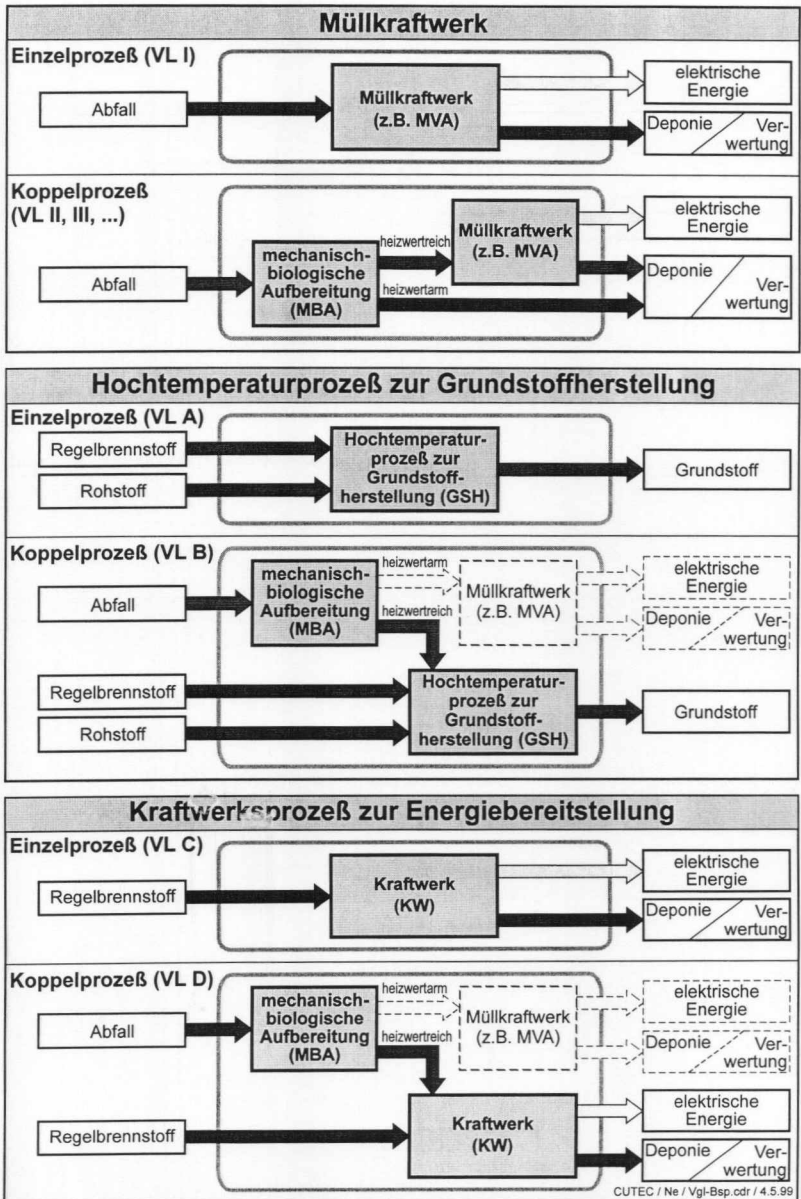 Müllkraftwerk
Einzelprozeß (VL I)
Abfall
Müllkraftwerk
(z.B. MVA)
elektrische
Energie
Deponie
Ver-
wertung
Koppelprozeß
(VL II, III, ...)
Abfall
mechanisch-
biologische
Aufbereitung
(MBA)
heizwertreich
heizwertarm
Müllkraftwerk
(z.B. MVA)
elektrische
Energie
Deponie
Ver-
wertung
Hochtemperaturprozeß zur Grundstoffherstellung
Einzelprozeß (VL A)
Regelbrennstoff
Rohstoff
Hochtemperatur-
prozeß zur
Grundstoff-
herstellung (GSH)
Grundstoff
Koppelprozeß (VL B)
Abfall
mechanisch-
biologische
Aufbereitung
(MBA)
heizwertarm
heizwertreich
Müllkraftwerk
(z.B. MVA)
elektrische
Energie
Deponie
Ver-
wertung
Regelbrennstoff
Rohstoff
Hochtemperatur-
prozeß zur
Grundstoff-
herstellung (GSH)
Grundstoff
Kraftwerksprozeß zur Energiebereitstellung
Einzelprozeß (VL C)
Regelbrennstoff
Kraftwerk
(KW)
elektrische
Energie
Deponie
Ver-
wertung
Koppelprozeß (VL D)
Abfall
mechanisch-
biologische
Aufbereitung
(MBA)
heizwertarm
heizwertreich
Müllkraftwerk
(z.B. MVA)
elektrische
Energie
Deponie
Ver-
wertung
Regelbrennstoff
Kraftwerk
(KW)
elektrische
Energie
Deponie
Ver-
wertung
CUTEC / Ne / Vgl-Bsp.cdr / 4.5.99